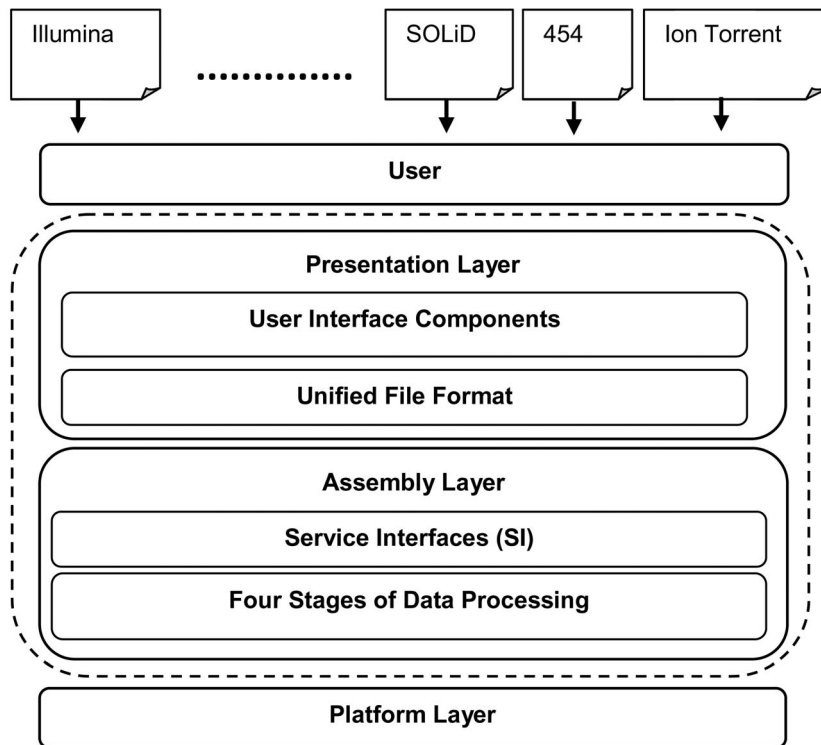 Illumina
SOLiD
454
Ion Torrent
User
Presentation Layer
User Interface Components
Unified File Format
Assembly Layer
Service Interfaces (SI)
Four Stages of Data Processing
Platform Layer